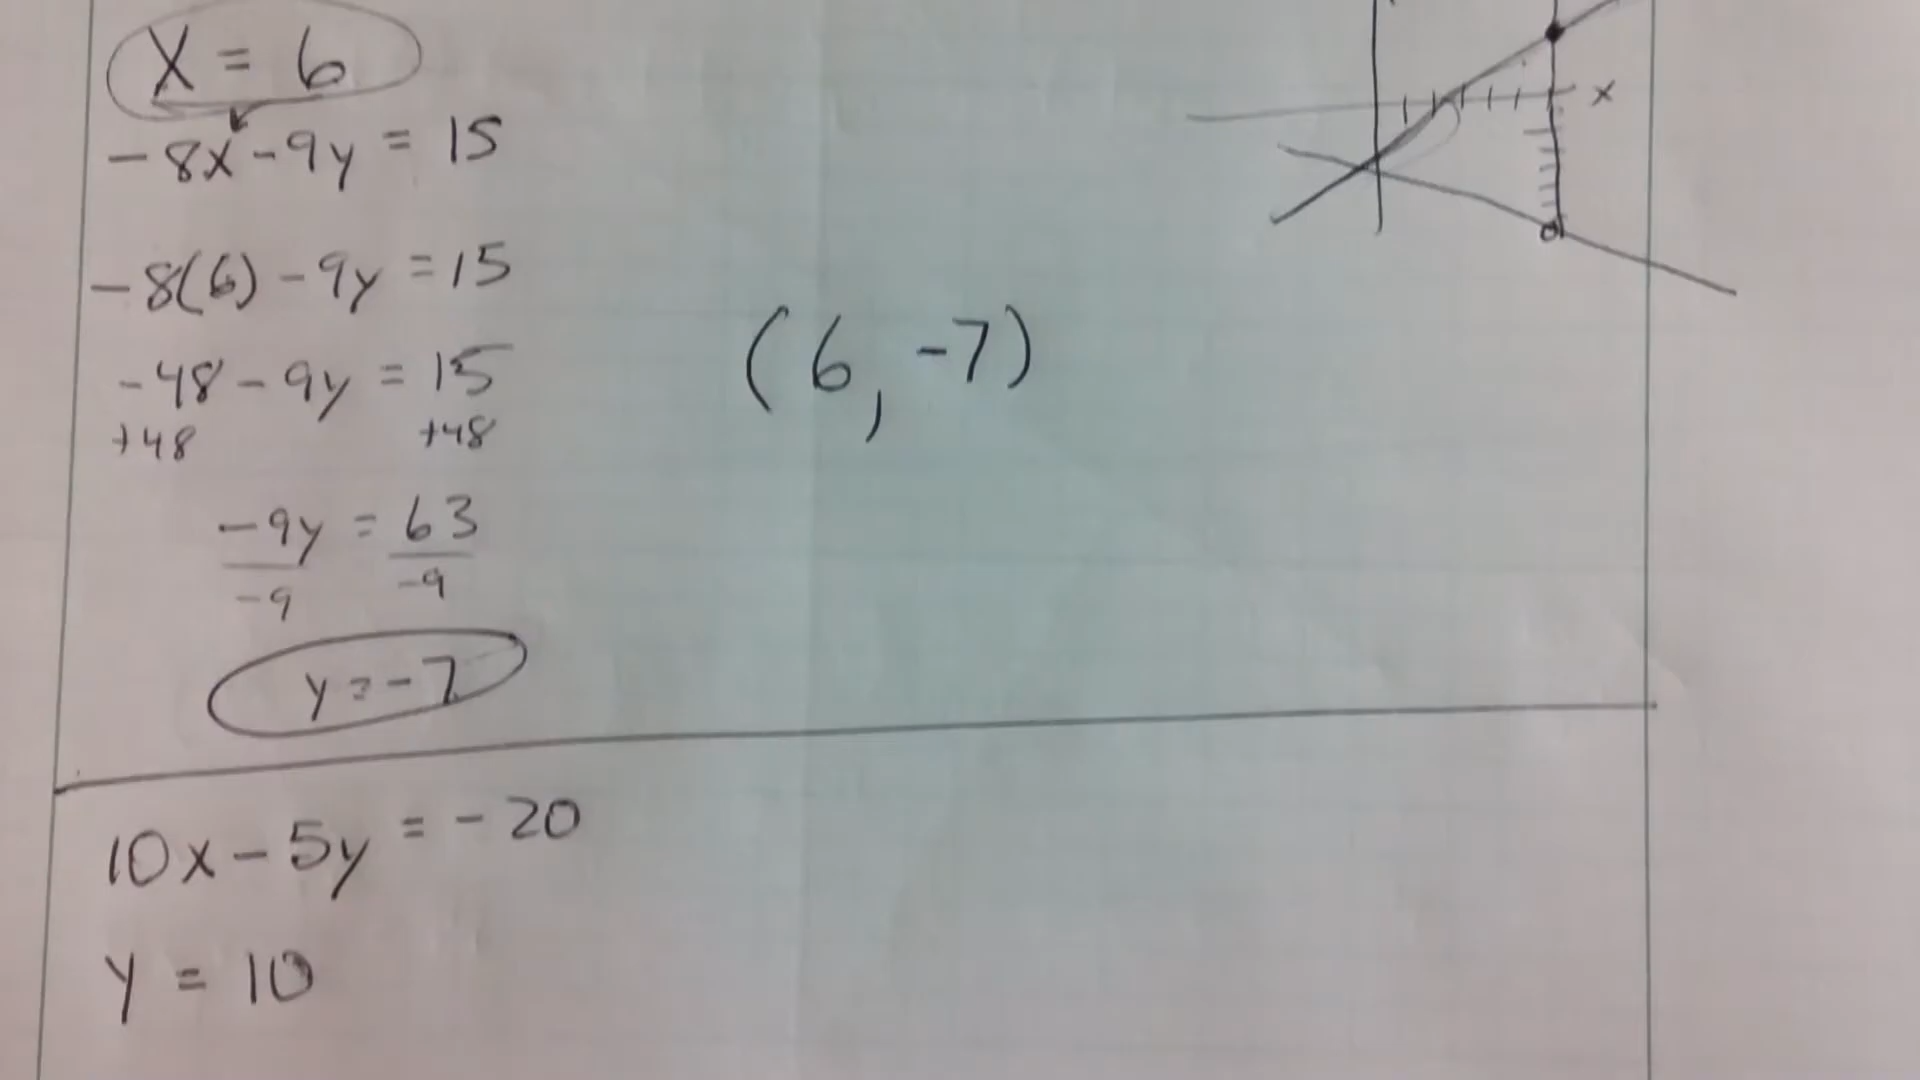 X = 6
-8x - 9y = 15
-8(6) - 9y = 15
-48 - 9y = 15
+48 +48
-9y = 63
-9 -9
y = -7
(6, -7)
x
10x - 5y = -20
y = 10